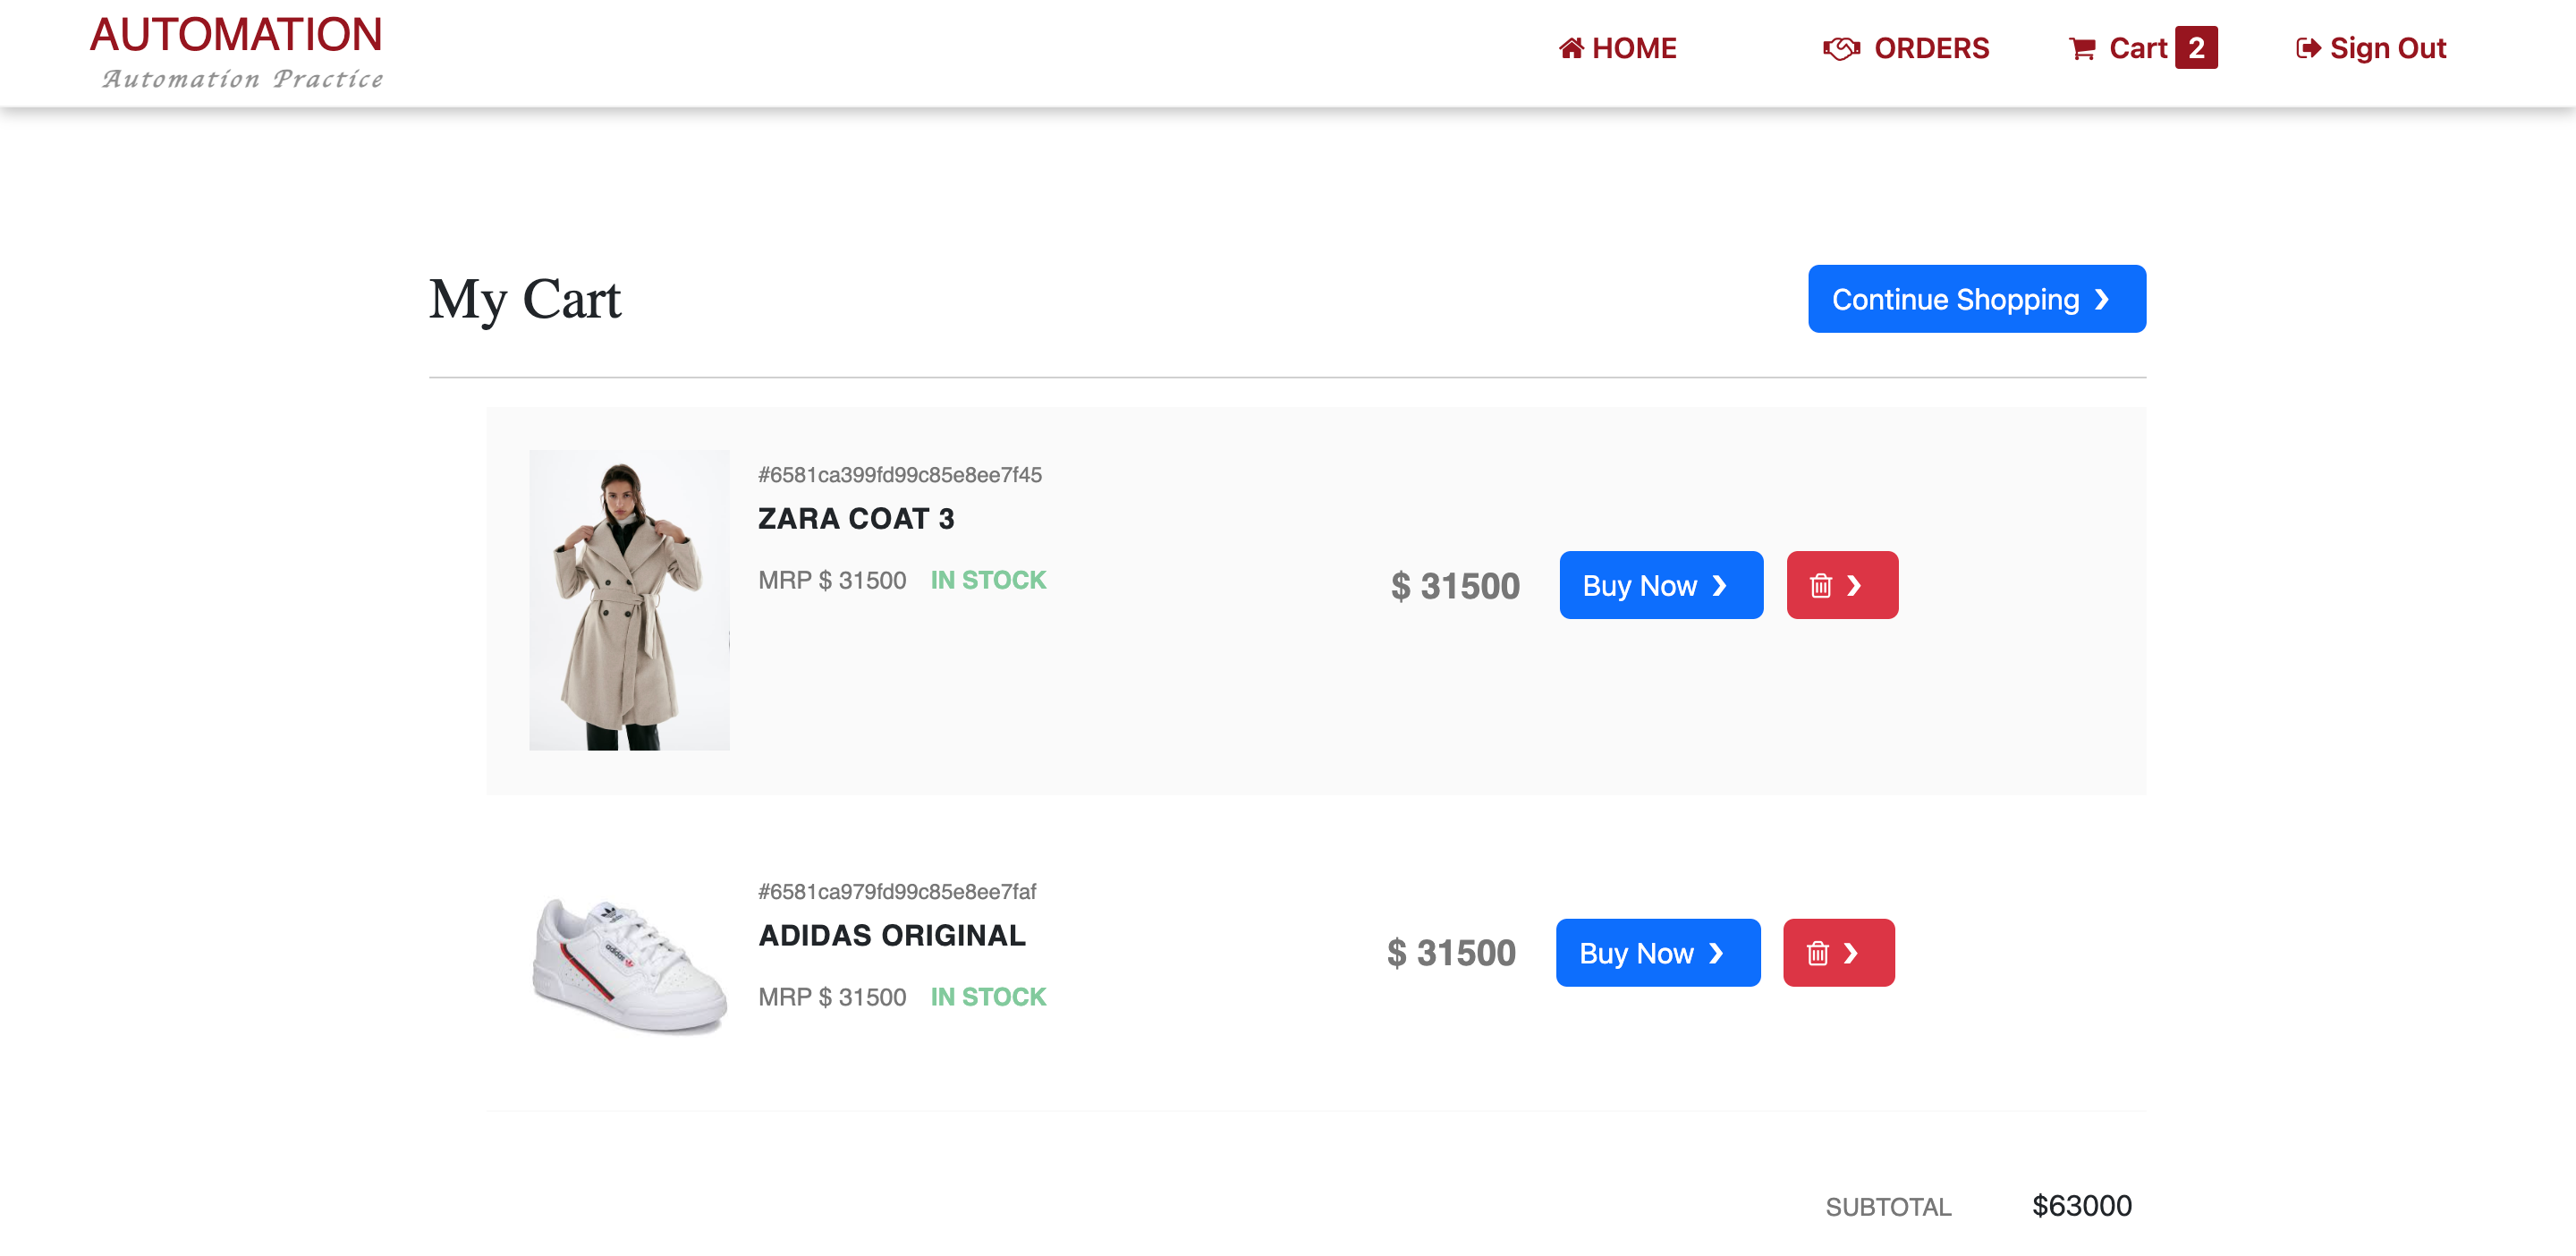 AUTOMATION
Automation Practice
HOME
ORDERS
Cart 2
Sign Out
My Cart
Continue Shopping ❯
#6581ca399fd99c85e8ee7f45
ZARA COAT 3
MRP $ 31500 IN STOCK
$ 31500
Buy Now ❯
❯
#6581ca979fd99c85e8ee7faf
ADIDAS ORIGINAL
MRP $ 31500 IN STOCK
$ 31500
Buy Now ❯
❯
adidas
SUBTOTAL $63000